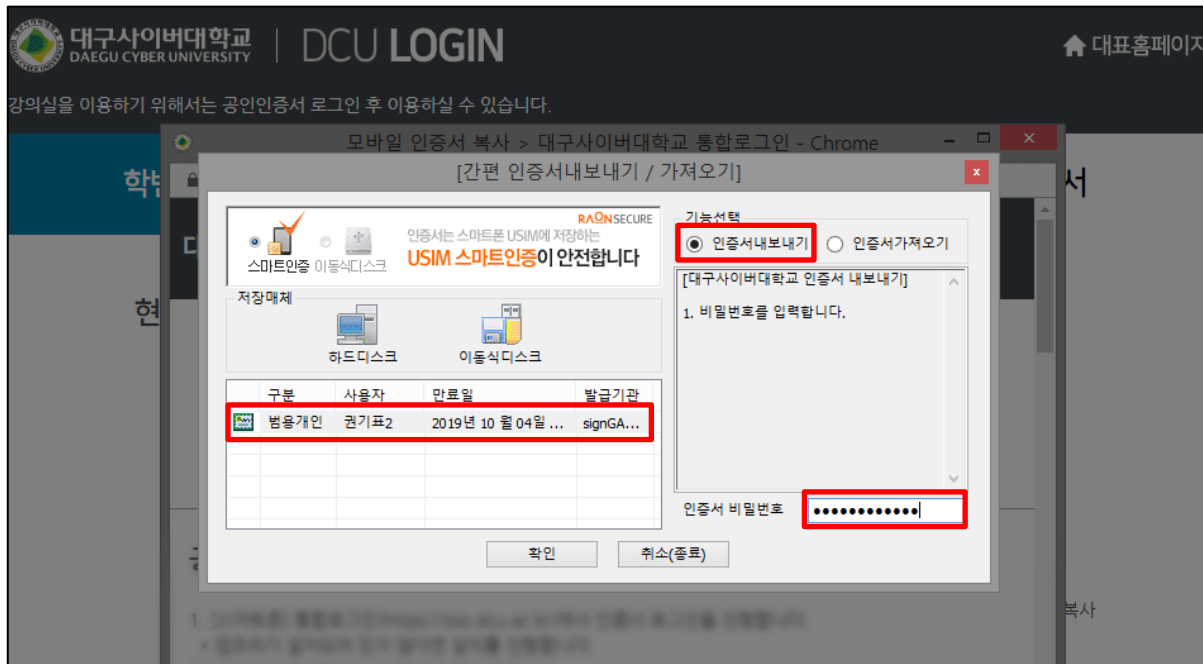 대구사이버대학교
DAEGU CYBER UNIVERSITY
DCU LOGIN
대표홈페이지
강의실을 이용하기 위해서는 공인인증서 로그인 후 이용하실 수 있습니다.
모바일 인증서 복사 > 대구사이버대학교 통합로그인 - Chrome
[간편 인증서내보내기 / 가져오기]
서
현
RAONSECURE
인증서는 스마트폰 USIM에 저장하는
USIM 스마트인증이 안전합니다
스마트인증 이동식디스크
기능선택
인증서내보내기 인증서가져오기
저장매체
하드디스크 이동식디스크
[대구사이버대학교 인증서 내보내기]
1. 비밀번호를 입력합니다.
구분 사용자 만료일 발급기관
범용개인 권기표2 2019년 10 월 04일 ... signGA...
인증서 비밀번호 ●●●●●●●●●●●●
확인 취소(종료)
복사